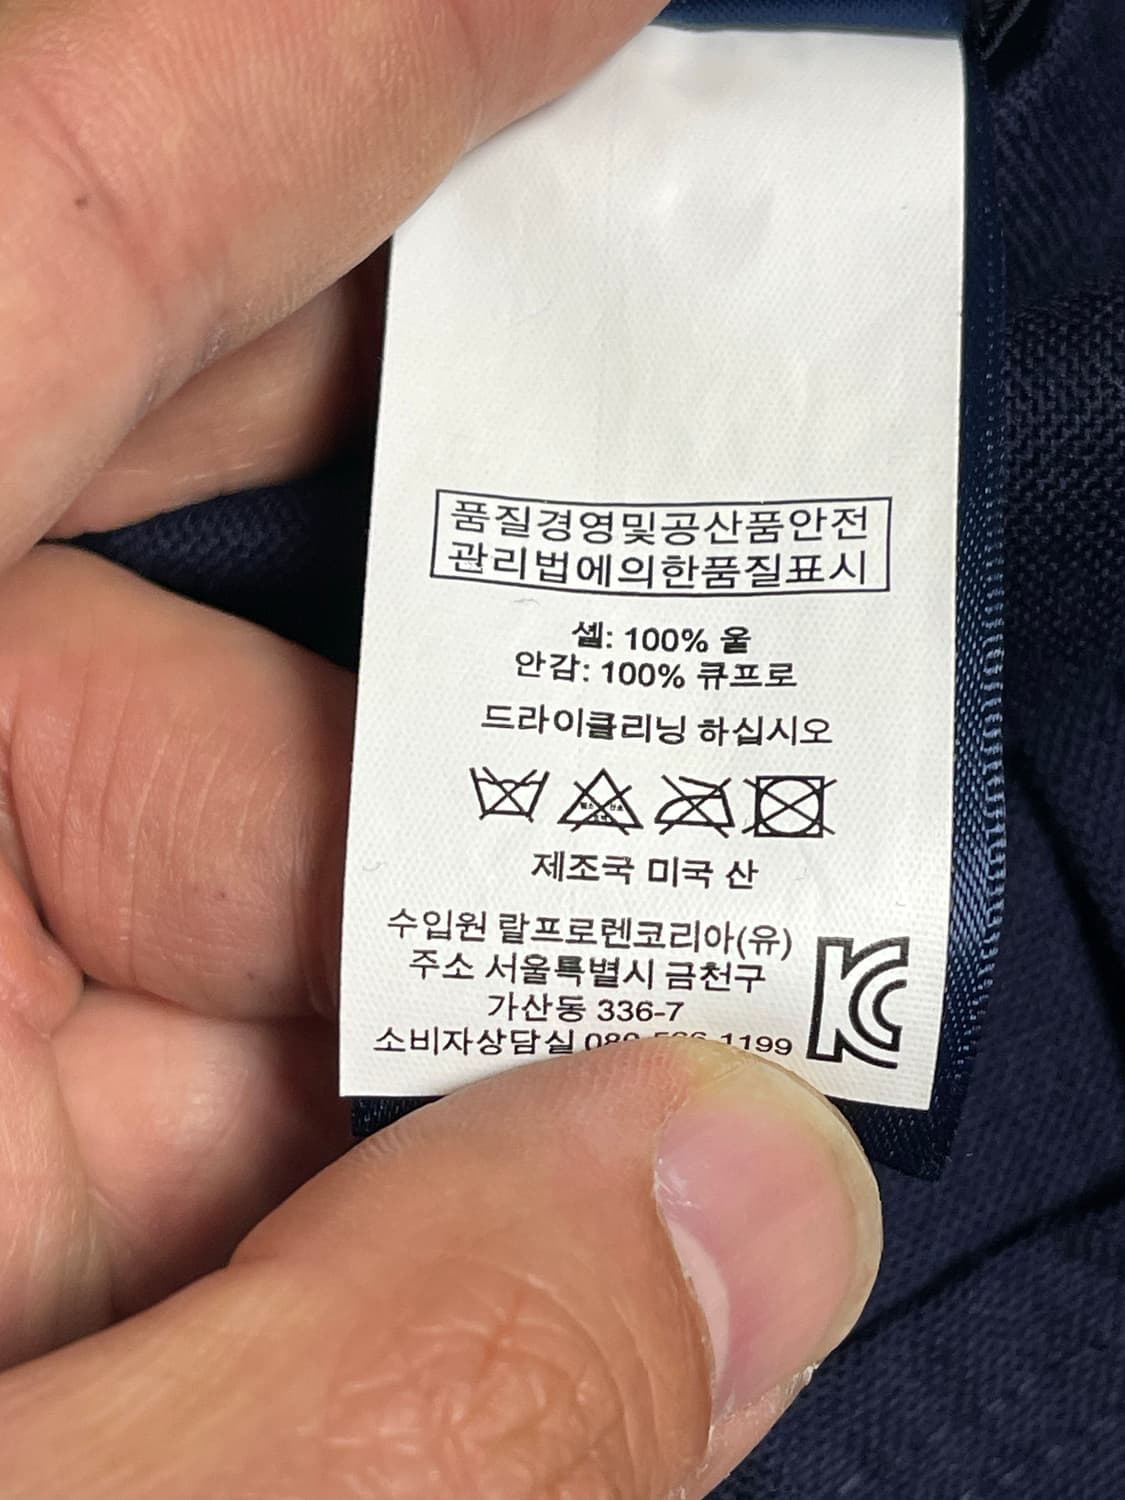 품질경영및공산품안전
관리법에의한품질표시
셸: 100% 울
안감: 100% 큐프로
드라이클리닝 하십시오
제조국 미국 산
수입원 랄프로렌코리아(유)
주소 서울특별시 금천구
가산동 336-7
소비자상담실
KC